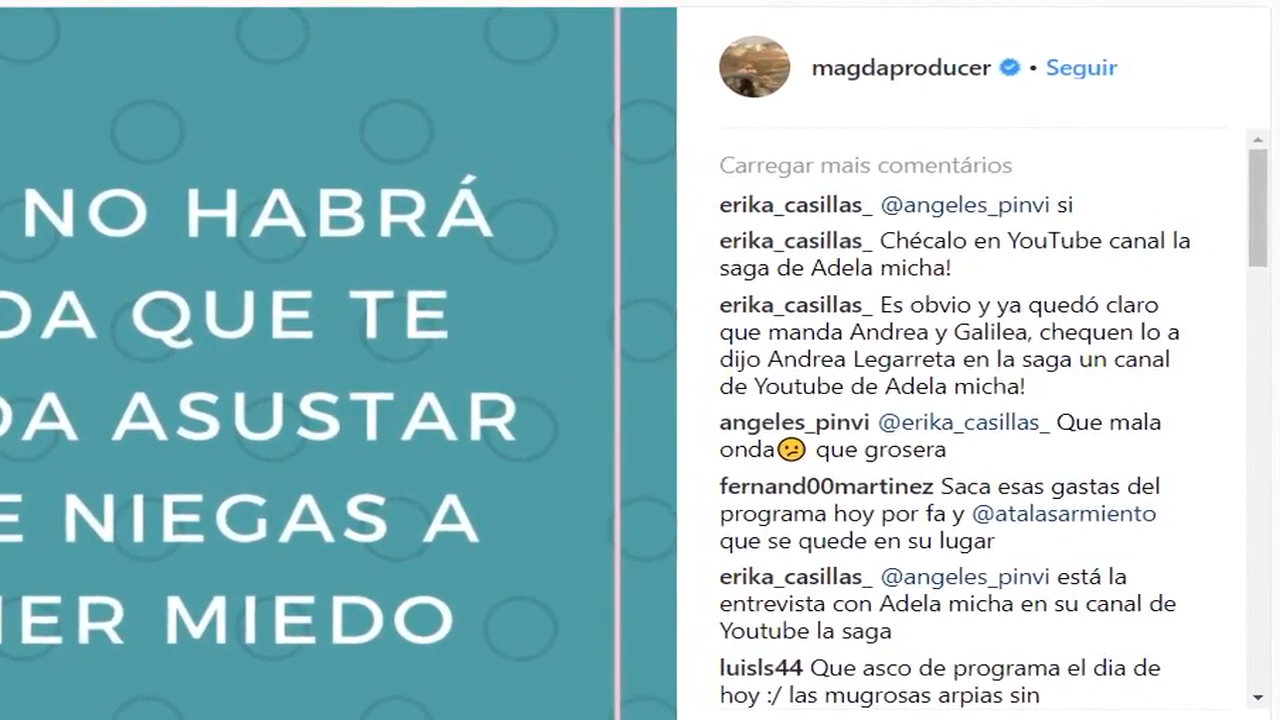 NO HABRÁ
DA QUE TE
DA ASUSTAR
E NIEGAS A
NER MIEDO
magdaproducer • Seguir
Carregar mais comentários
erika_casillas_ @angeles_pinvi si
erika_casillas_ Chécalo en YouTube canal la
saga de Adela micha!
erika_casillas_ Es obvio y ya quedó claro
que manda Andrea y Galilea, chequen lo a
dijo Andrea Legarreta en la saga un canal
de Youtube de Adela micha!
angeles_pinvi @erika_casillas_ Que mala
onda😕 que grosera
fernand00martinez Saca esas gastas del
programa hoy por fa y @atalasarmiento
que se quede en su lugar
erika_casillas_ @angeles_pinvi está la
entrevista con Adela micha en su canal de
Youtube la saga
luisls44 Que asco de programa el dia de
hoy :/ las mugrosas arpias sin